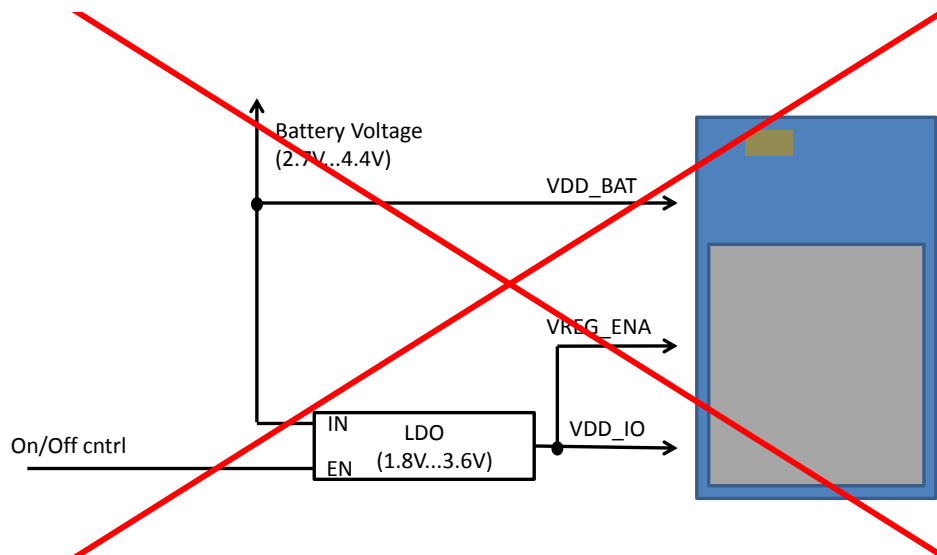 Battery Voltage
(2.7V...4.4V)
VDD_BAT
VREG_ENA
IN
LDO
VDD_IO
On/Off cntrl
EN
(1.8V...3.6V)